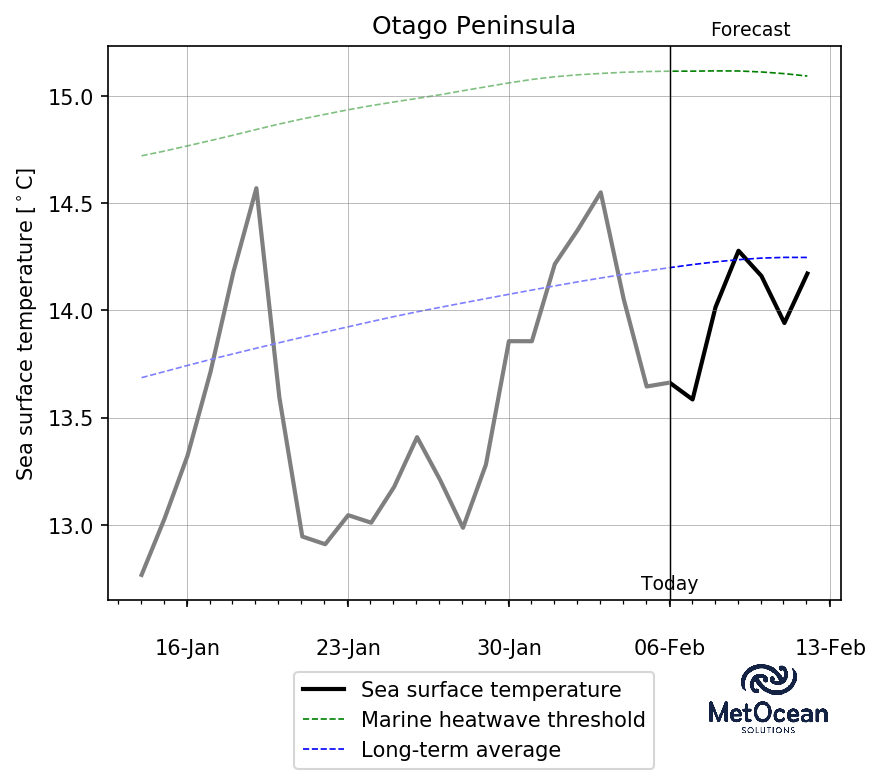 Otago Peninsula
Forecast
Sea surface temperature [°C]
15.0
14.5
14.0
13.5
13.0
Today
16-Jan 23-Jan 30-Jan 06-Feb 13-Feb
Sea surface temperature
Marine heatwave threshold
Long-term average
MetOcean
SOLUTIONS